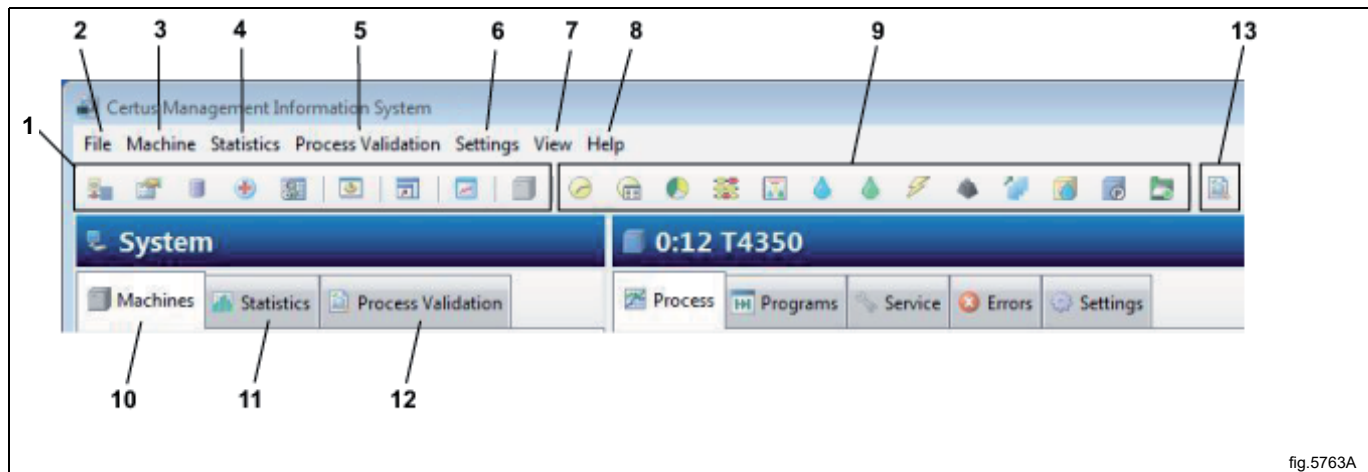 2 3 4 5 6 7 8 9 13
Certus Management Information System
1
File Machine Statistics Process Validation Settings View Help
System
0:12 T4350
Machines Statistics Process Validation
Process Programs Service Errors Settings
10 11 12
fig.5763A